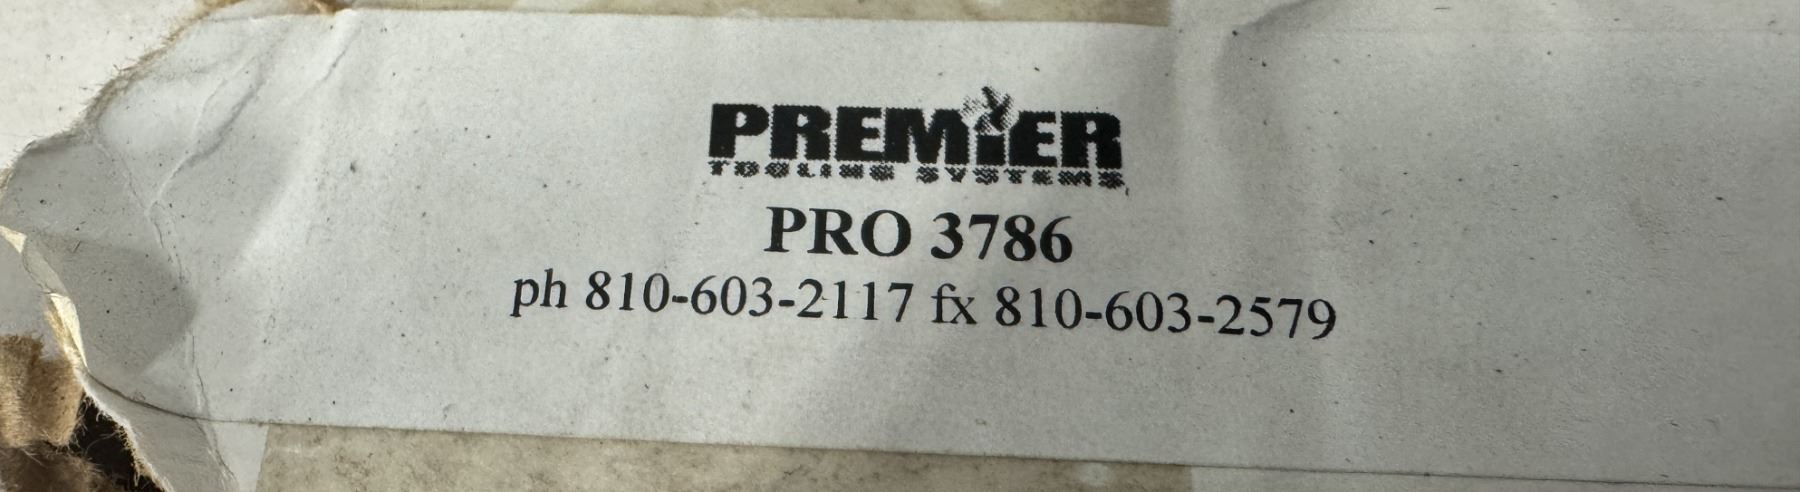 PREMIER
TOOLING SYSTEMS
PRO 3786
ph 810-603-2117 fx 810-603-2579